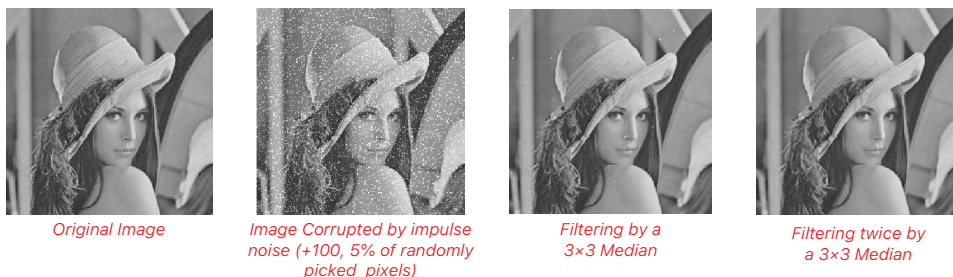 Original Image
Image Corrupted by impulse
noise (+100, 5% of randomly
picked pixels)
Filtering by a
3×3 Median
Filtering twice by
a 3×3 Median